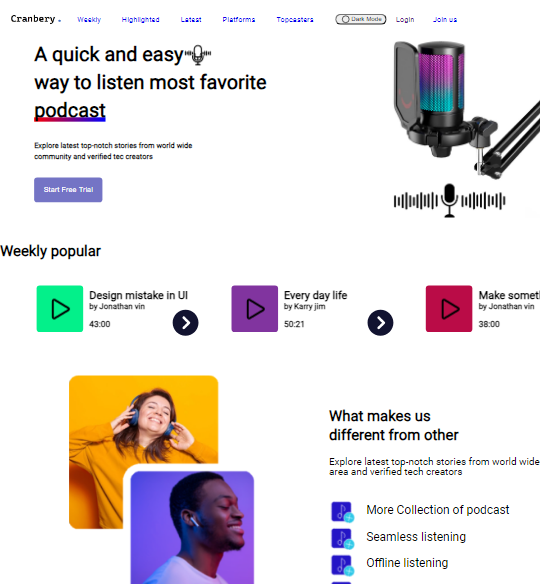 Cranbery. Weekly Highlighted Latest Platforms Topcasters Dark Mode Login Join us
A quick and easy
way to listen most favorite
podcast
Explore latest top-notch stories from world wide
community and verified tec creators
Start Free Trial
Weekly popular
Design mistake in UI
by Jonathan vin
43:00
Every day life
by Karry jim
50:21
Make somet
by Jonathan vin
38:00
What makes us
different from other
Explore latest top-notch stories from world wide
area and verified tech creators
More Collection of podcast
Seamless listening
Offline listening